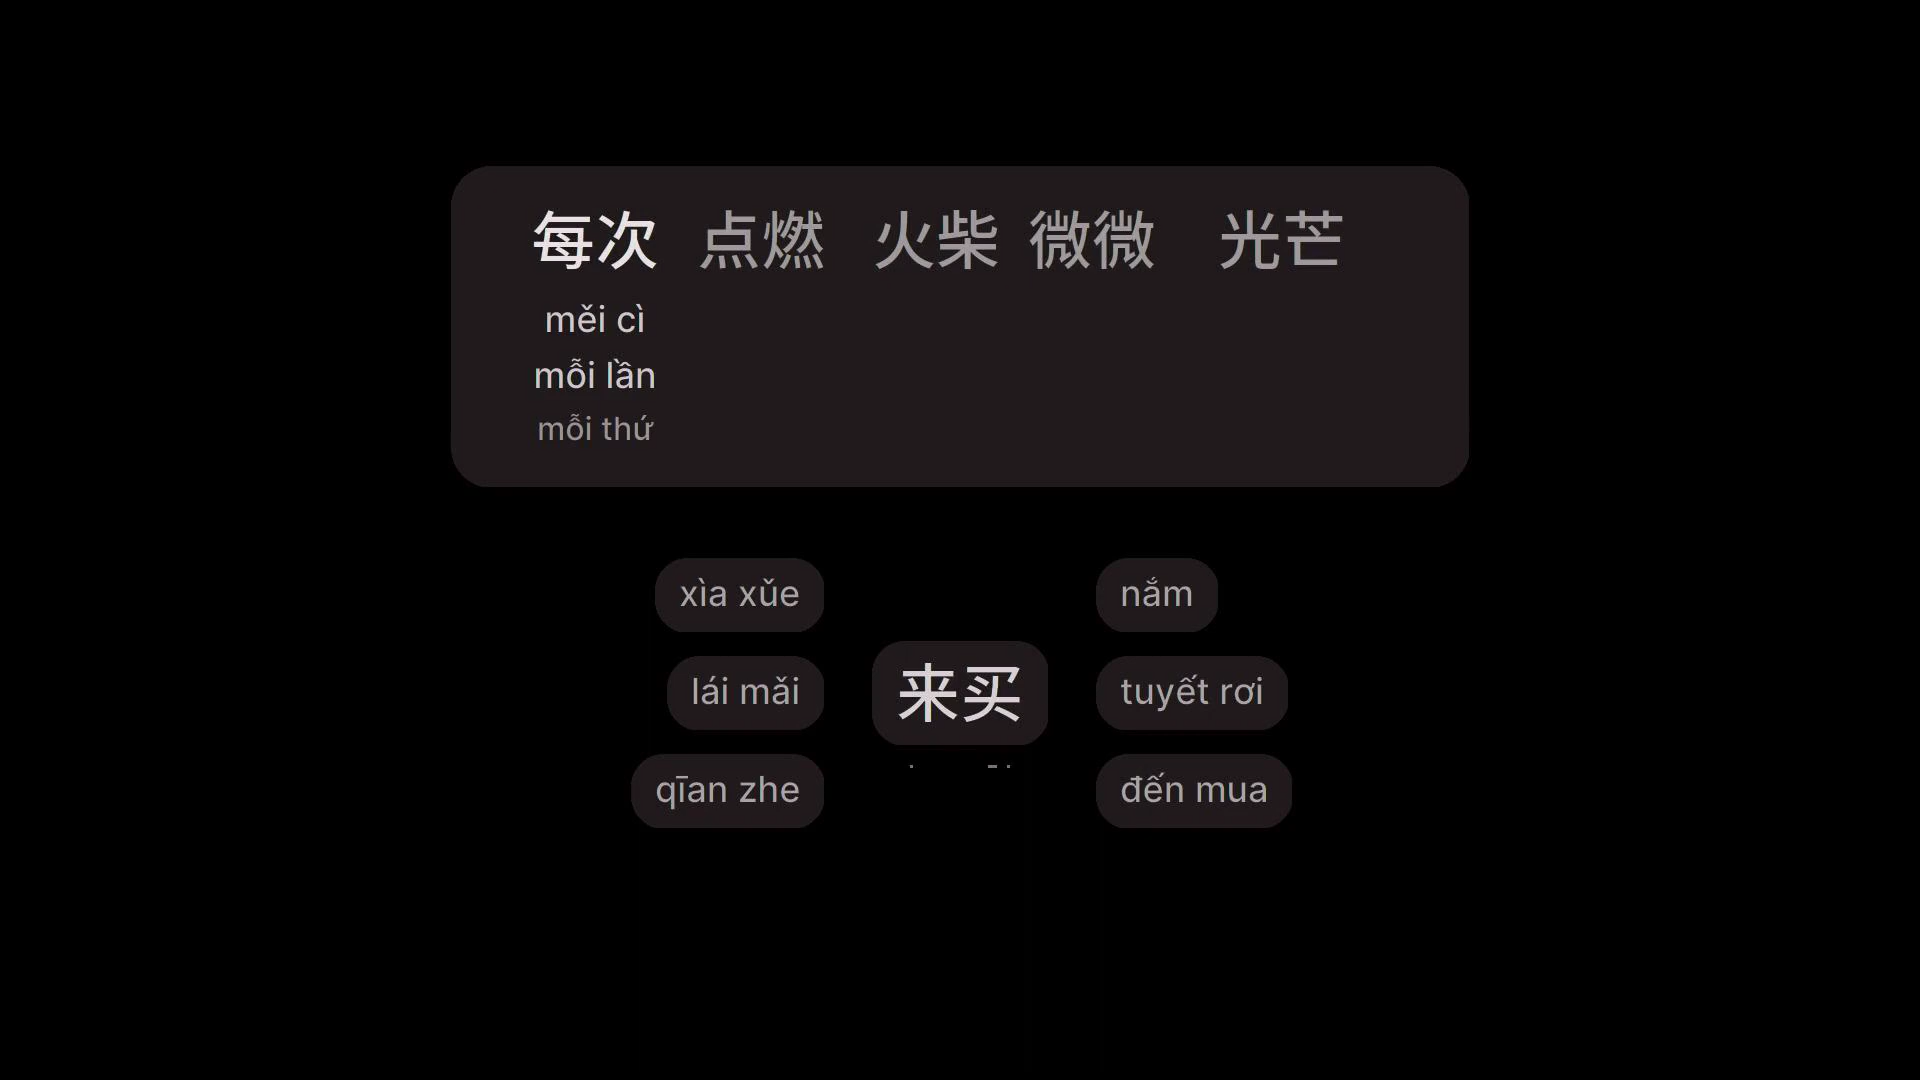 每次 点燃 火柴 微微 光芒
měi cì
mỗi lần
mỗi thứ
xìa xǔe
nắm
lái mǎi
来买
tuyết rơi
qīan zhe
đến mua